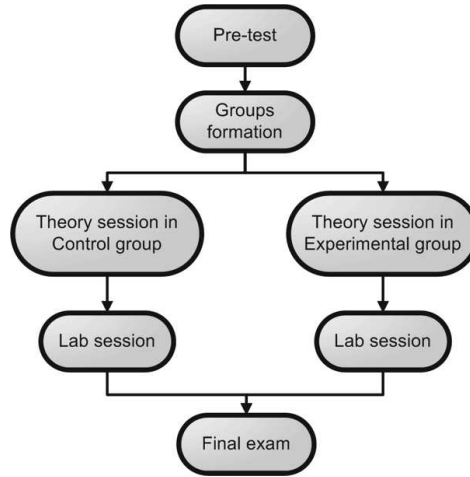 Pre-test
Groups
formation
Theory session in
Control group
Theory session in
Experimental group
Lab session
Lab session
Final exam